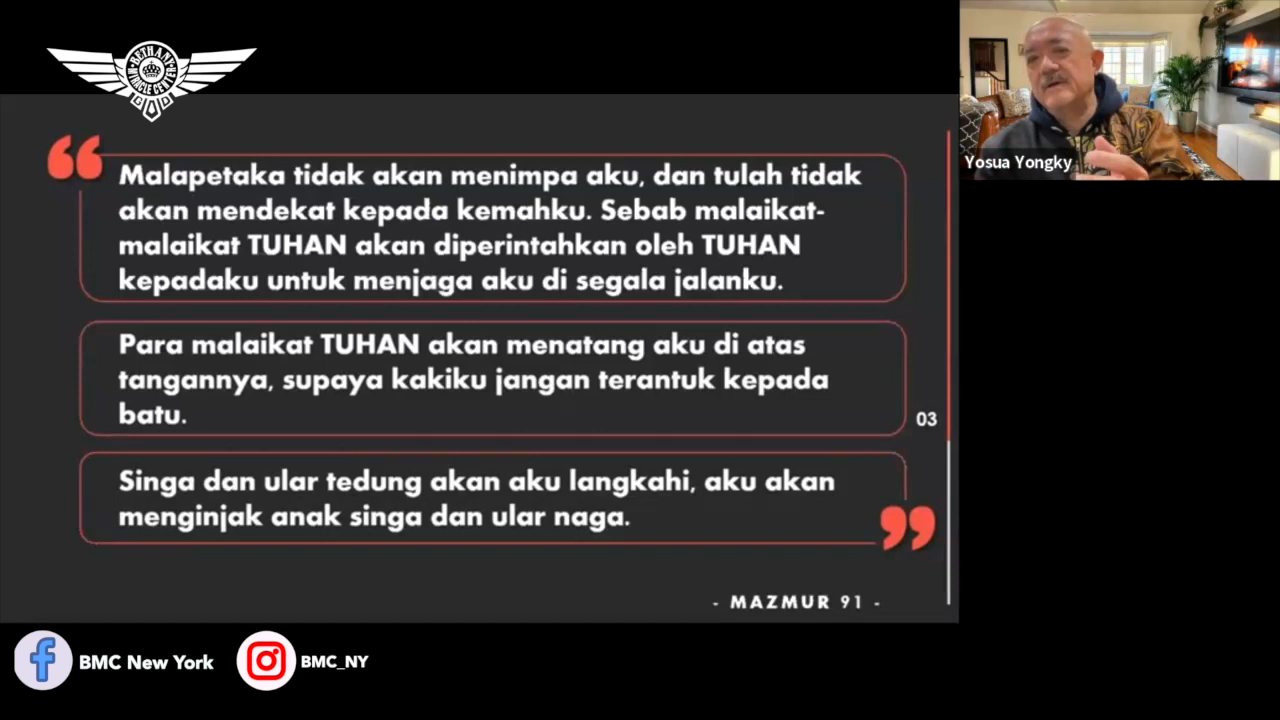 BETHANY
MIRACLE CENTER
Yosua Yongky
Malapetaka tidak akan menimpa aku, dan tulah tidak
akan mendekat kepada kemahku. Sebab malaikat-
malaikat TUHAN akan diperintahkan oleh TUHAN
kepadaku untuk menjaga aku di segala jalanku.
Para malaikat TUHAN akan menatang aku di atas
tangannya, supaya kakiku jangan terantuk kepada
batu.
03
Singa dan ular tedung akan aku langkahi, aku akan
menginjak anak singa dan ular naga.
- MAZMUR 91 -
BMC New York
BMC_NY